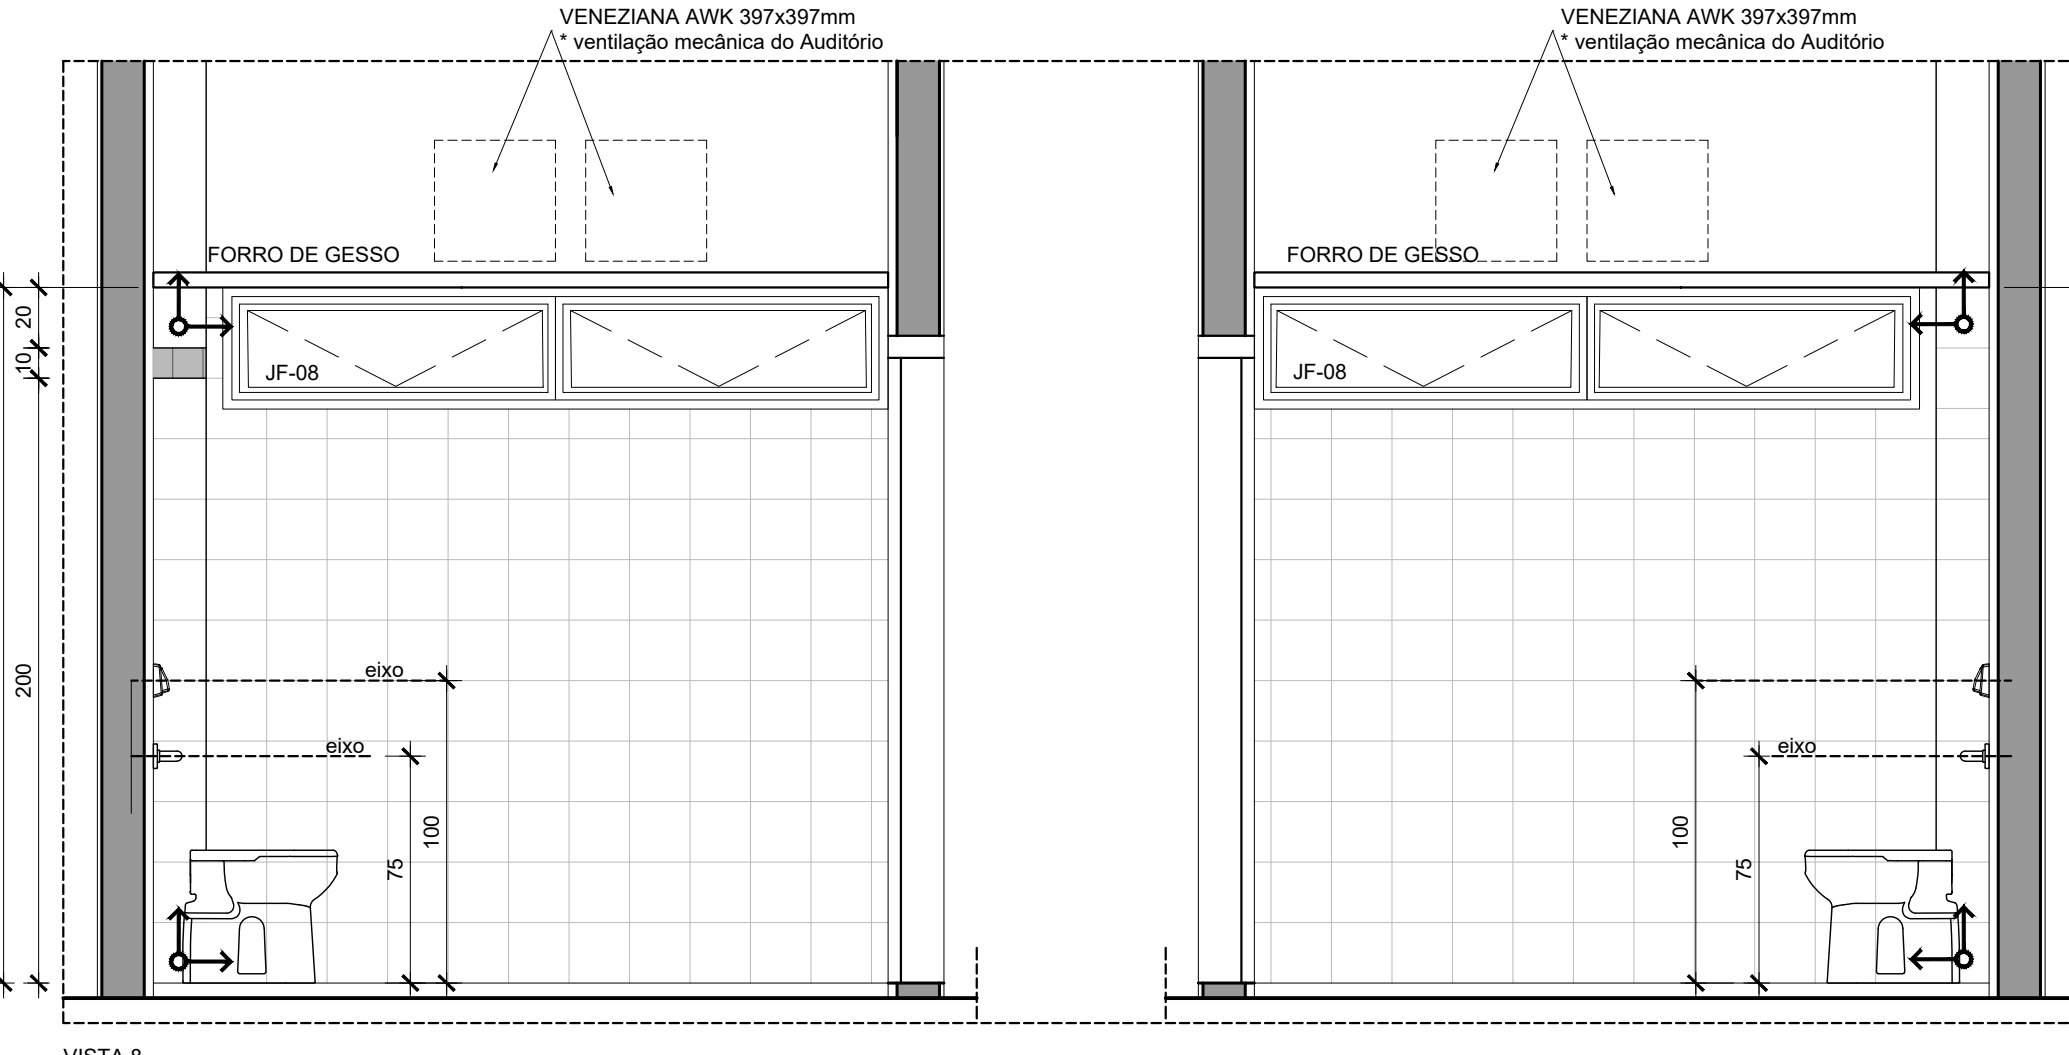 VENEZIANA AWK 397x397mm
* ventilação mecânica do Auditório
VENEZIANA AWK 397x397mm
* ventilação mecânica do Auditório
FORRO DE GESSO
FORRO DE GESSO
20
10
JF-08
JF-08
200
eixo
eixo
eixo
100
75
100
75
VISTA 8